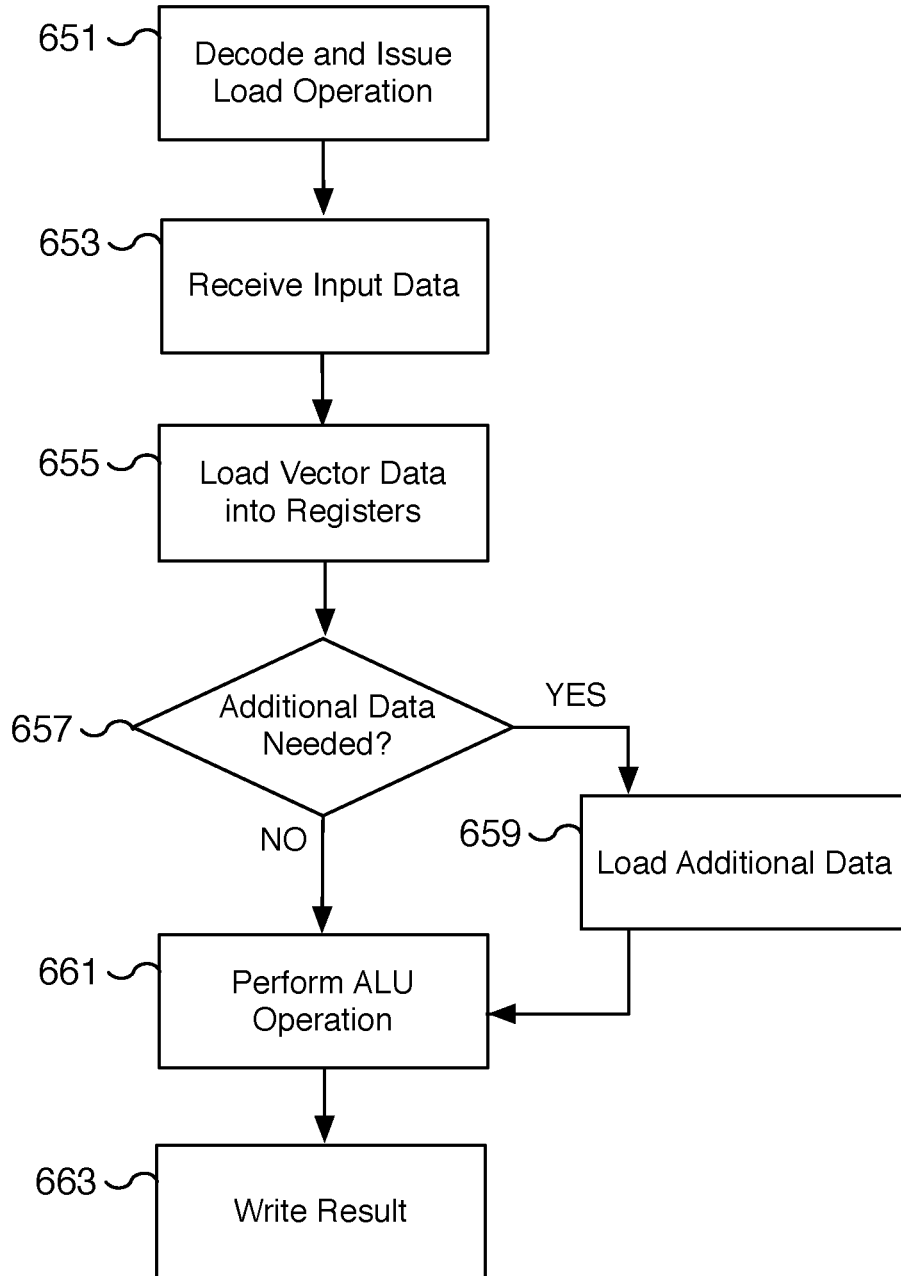 651
Decode and Issue
Load Operation
653
Receive Input Data
655
Load Vector Data
into Registers
657
Additional Data
Needed?
YES
NO
659
Load Additional Data
661
Perform ALU
Operation
663
Write Result